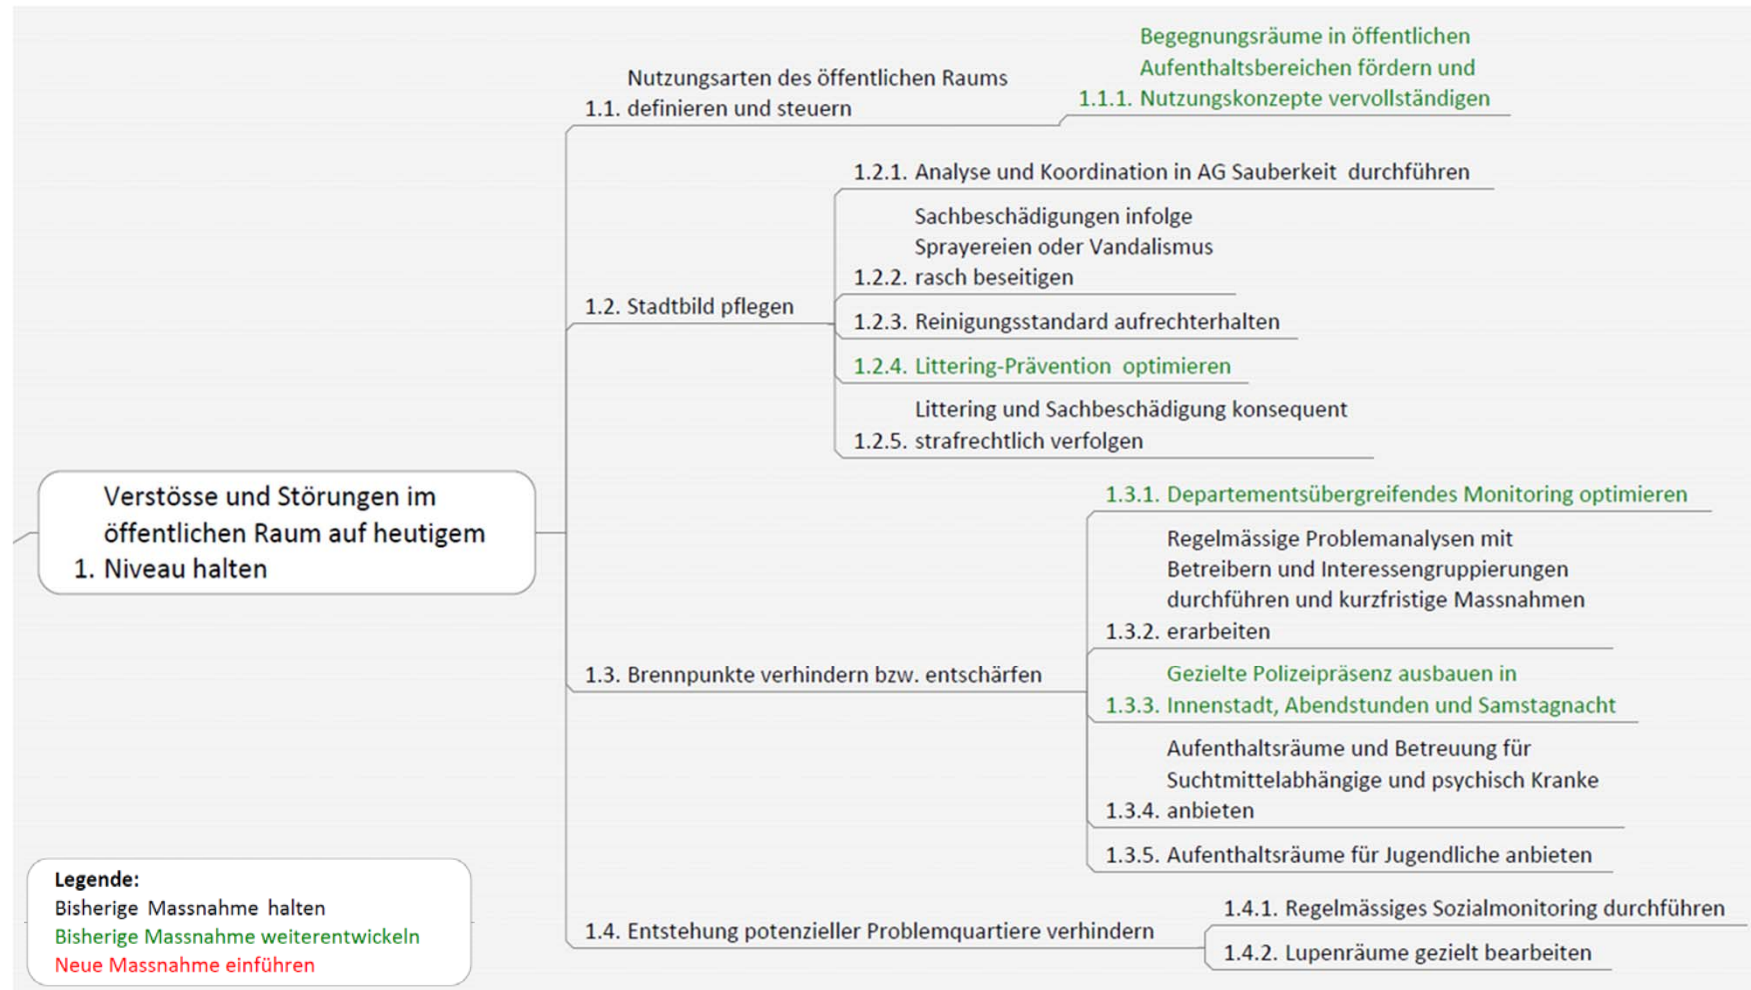 Begegnungsräume in öffentlichen
Aufenthaltsbereichen fördern und
1.1.1. Nutzungskonzepte vervollständigen
Nutzungsarten des öffentlichen Raums
1.1. definieren und steuern
1.2.1. Analyse und Koordination in AG Sauberkeit durchführen
Sachbeschädigungen infolge
Sprayereien oder Vandalismus
1.2.2. rasch beseitigen
1.2. Stadtbild pflegen
1.2.3. Reinigungsstandard aufrechterhalten
1.2.4. Littering-Prävention optimieren
Littering und Sachbeschädigung konsequent
1.2.5. strafrechtlich verfolgen
Verstösse und Störungen im
öffentlichen Raum auf heutigem
1. Niveau halten
1.3.1. Departementsübergreifendes Monitoring optimieren
Regelmässige Problemanalysen mit
Betreibern und Interessengruppierungen
durchführen und kurzfristige Massnahmen
1.3.2. erarbeiten
1.3. Brennpunkte verhindern bzw. entschärfen
Gezielte Polizeipräsenz ausbauen in
1.3.3. Innenstadt, Abendstunden und Samstagnacht
Aufenthaltsräume und Betreuung für
Suchtmittelabhängige und psychisch Kranke
1.3.4. anbieten
1.3.5. Aufenthaltsräume für Jugendliche anbieten
1.4. Entstehung potenzieller Problemquartiere verhindern
1.4.1. Regelmässiges Sozialmonitoring durchführen
1.4.2. Lupenräume gezielt bearbeiten
Legende:
Bisherige Massnahme halten
Bisherige Massnahme weiterentwickeln
Neue Massnahme einführen